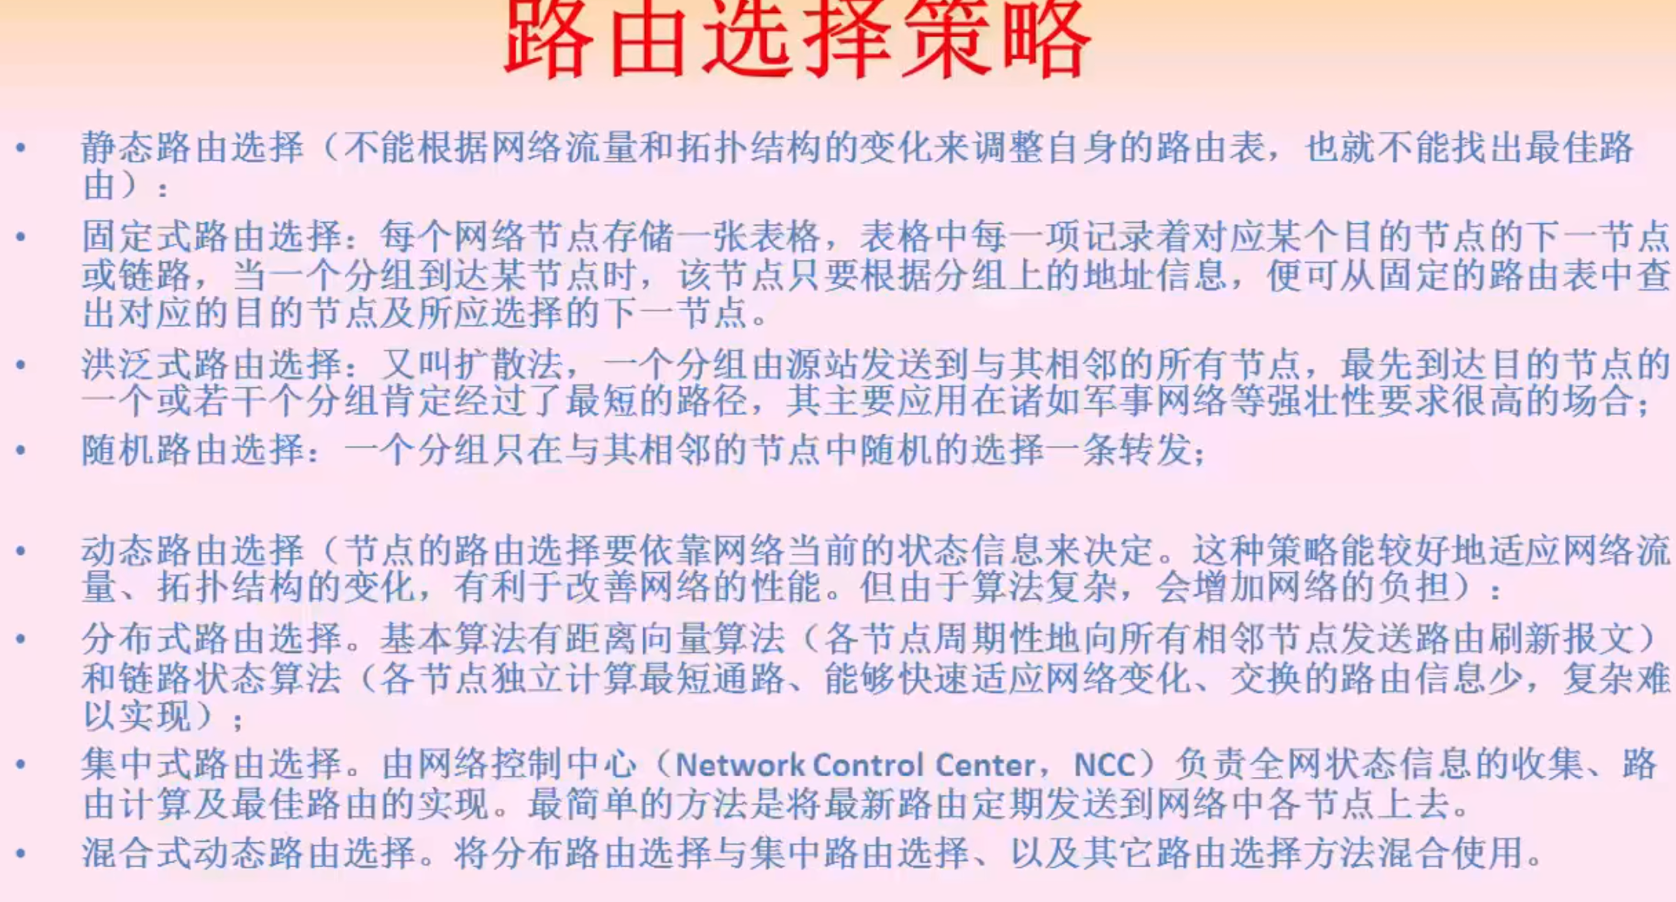 路由选择策略
• 静态路由选择（不能根据网络流量和拓扑结构的变化来调整自身的路由表，也就不能找出最佳路
由）：
• 固定式路由选择：每个网络节点存储一张表格，表格中每一项记录着对应某个目的节点的下一节点
或链路，当一个分组到达某节点时，该节点只要根据分组上的地址信息，便可从固定的路由表中查
出对应的目的节点及所应选择的下一节点。
• 洪泛式路由选择：又叫扩散法，一个分组由源站发送到与其相邻的所有节点，最先到达目的节点的
一个或若干个分组肯定经过了最短的路径，其主要应用在诸如军事网络等强壮性要求很高的场合；
• 随机路由选择：一个分组只在与其相邻的节点中随机的选择一条转发；
• 动态路由选择（节点的路由选择要依靠网络当前的状态信息来决定。这种策略能较好地适应网络流
量、拓扑结构的变化，有利于改善网络的性能。但由于算法复杂，会增加网络的负担）：
• 分布式路由选择。基本算法有距离向量算法（各节点周期性地向所有相邻节点发送路由刷新报文）
和链路状态算法（各节点独立计算最短通路、能够快速适应网络变化、交换的路由信息少，复杂难
以实现）；
• 集中式路由选择。由网络控制中心（Network Control Center，NCC）负责全网状态信息的收集、路
由计算及最佳路由的实现。最简单的方法是将最新路由定期发送到网络中各节点上去。
• 混合式动态路由选择。将分布路由选择与集中路由选择、以及其它路由选择方法混合使用。